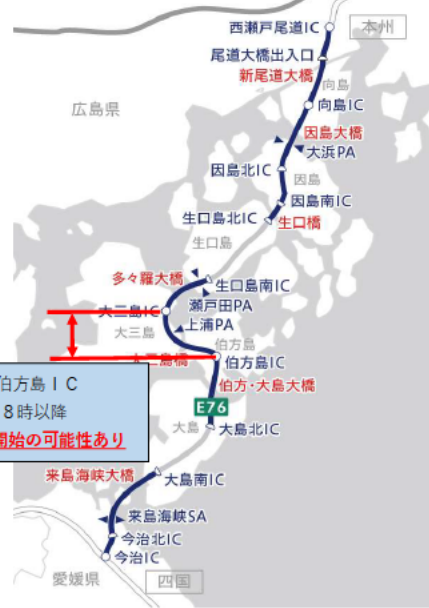 西瀬戸尾道IC
本州
尾道大橋出入口
新尾道大橋
向島
広島県
向島IC
因島大橋
大浜PA
因島北IC
因島
因島南IC
生口島北IC
生口橋
生口島
多々羅大橋
生口島南IC
瀬戸田PA
大三島IC
上浦PA
大三島
伯方島
大三島橋
伯方島IC
伯方島ＩＣ
8時以降
開始の可能性あり
伯方・大島大橋
E76
大島
大島北IC
来島海峡大橋
大島南IC
来島海峡SA
今治北IC
今治IC
愛媛県
四国